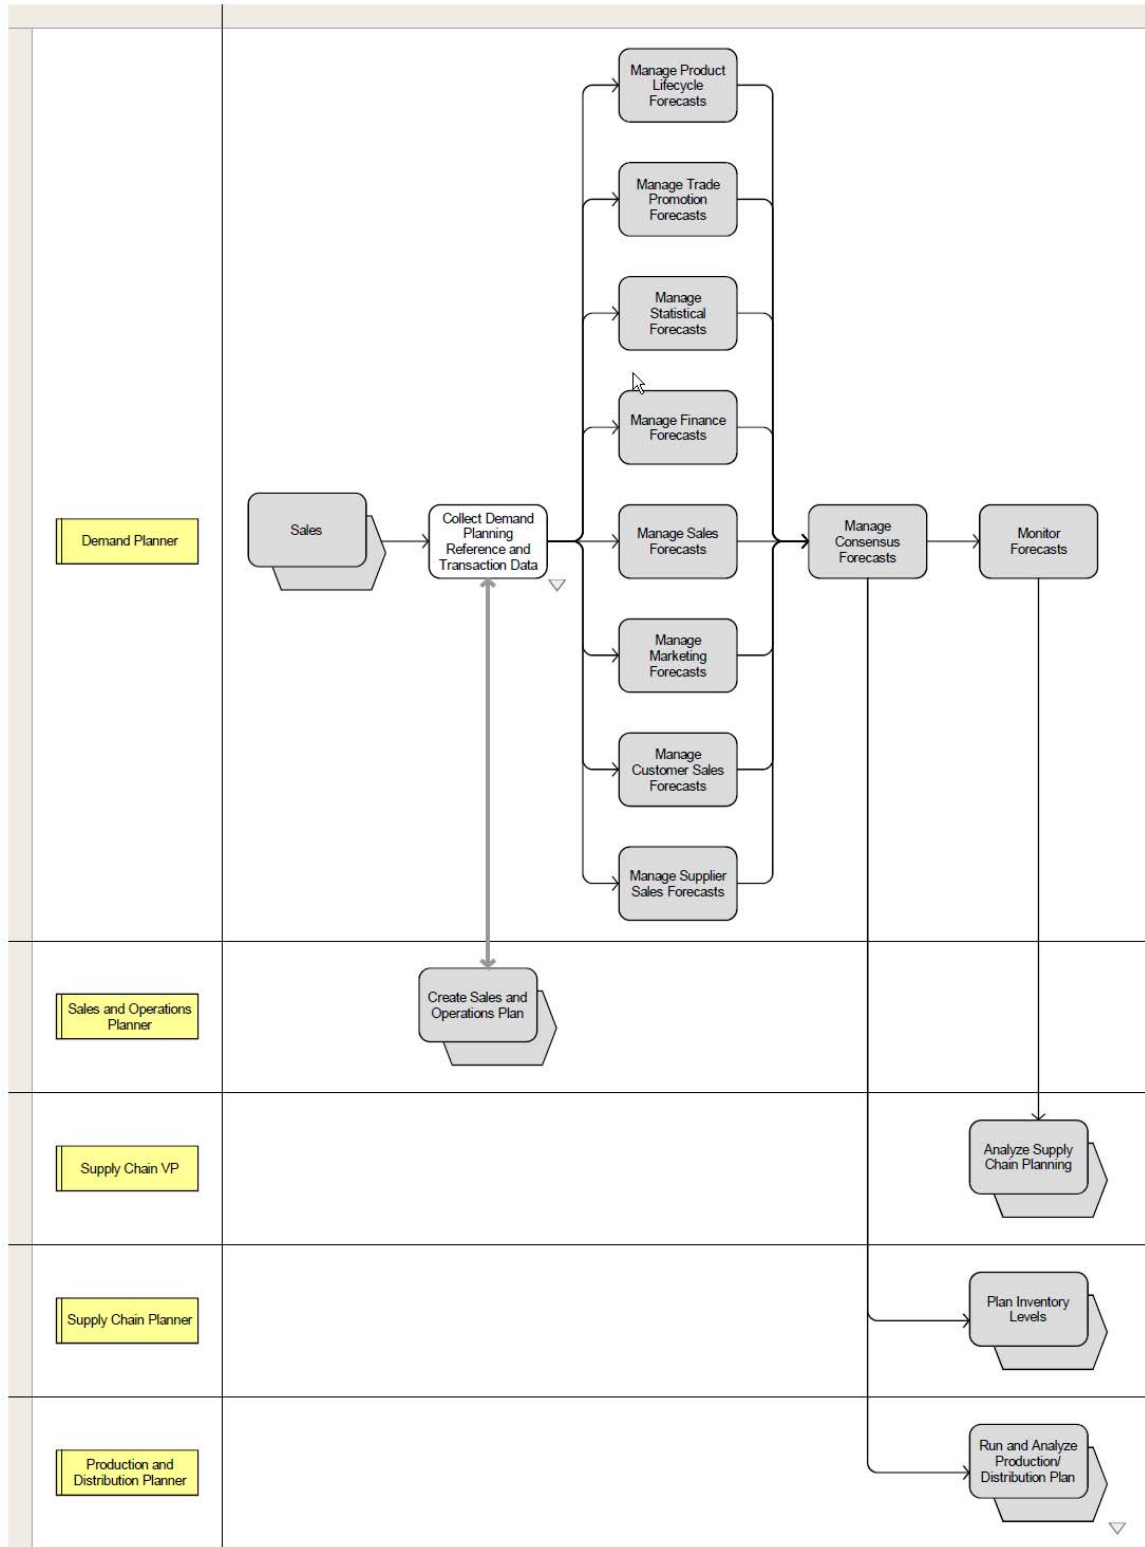 Manage Product
Lifecycle
Forecasts
Manage Trade
Promotion
Forecasts
Manage
Statistical
Forecasts
Manage Finance
Forecasts
Demand Planner
Sales
Collect Demand
Planning
Reference and
Transaction Data
Manage Sales
Forecasts
Manage
Consensus
Forecasts
Monitor
Forecasts
Manage
Marketing
Forecasts
Manage
Customer Sales
Forecasts
Manage Supplier
Sales Forecasts
Sales and Operations
Planner
Create Sales and
Operations Plan
Supply Chain VP
Analyze Supply
Chain Planning
Supply Chain Planner
Plan Inventory
Levels
Production and
Distribution Planner
Run and Analyze
Production/
Distribution Plan